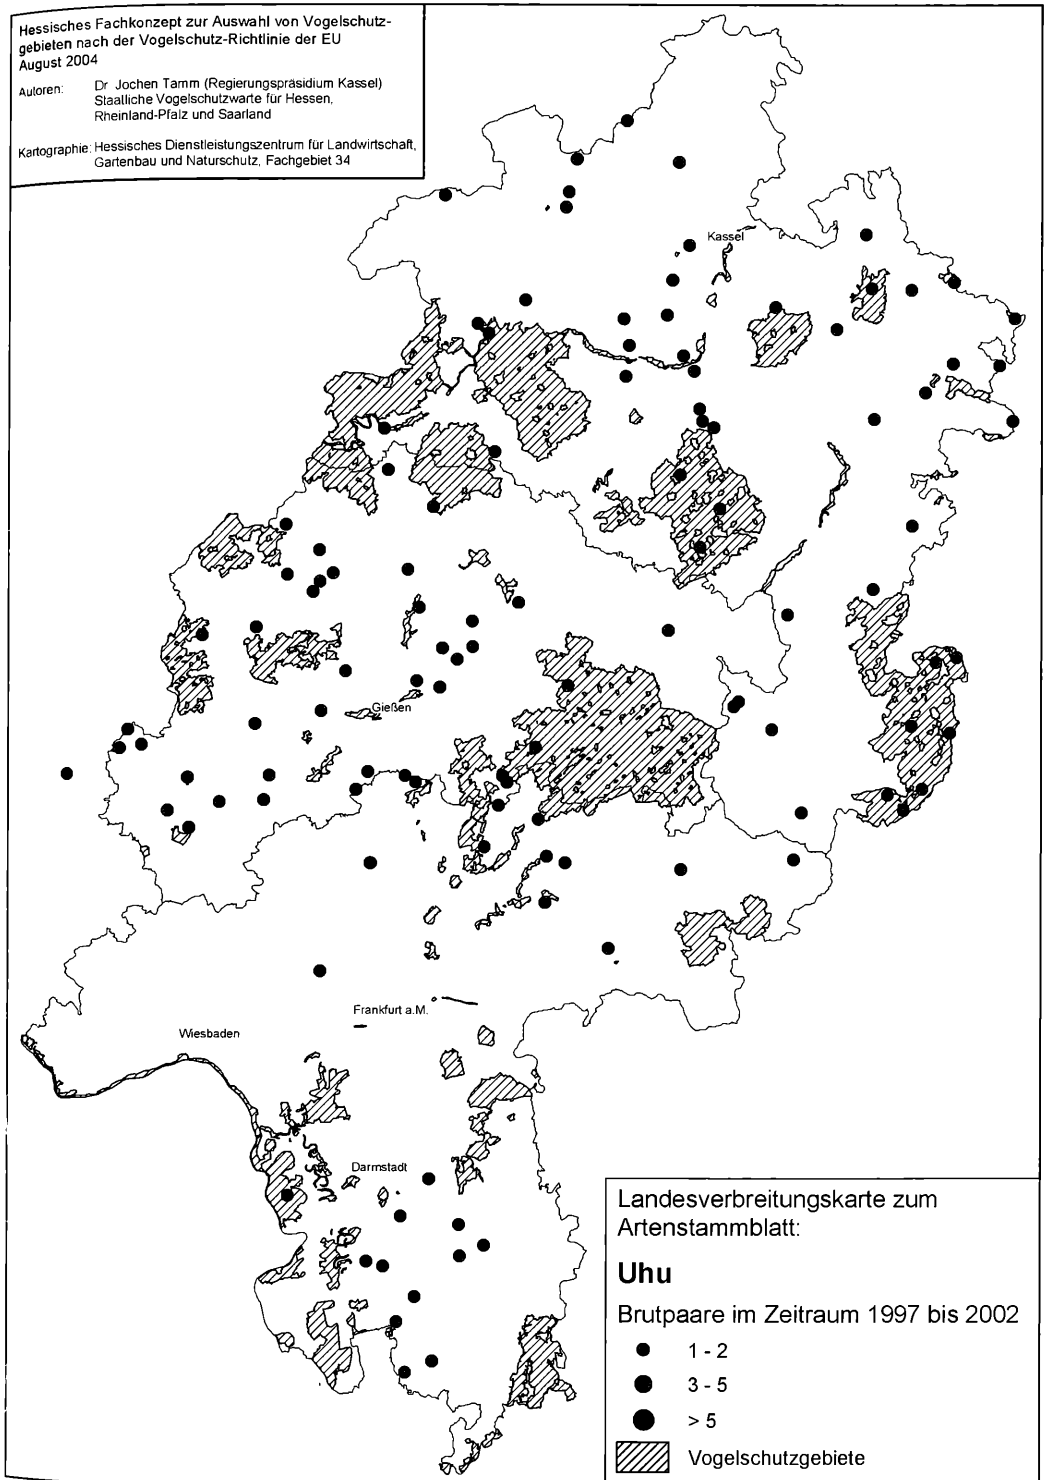 Hessisches Fachkonzept zur Auswahl von Vogelschutz-
gebieten nach der Vogelschutz-Richtlinie der EU
August 2004
Autoren: Dr Jochen Tamm (Regierungspräsidium Kassel)
Staatliche Vogelschutzwarte für Hessen,
Rheinland-Pfalz und Saarland
Kartographie: Hessisches Dienstleistungszentrum für Landwirtschaft,
Gartenbau und Naturschutz, Fachgebiet 34
Kassel
Gießen
Frankfurt a.M.
Wiesbaden
Darmstadt
Landesverbreitungskarte zum
Artenstammblatt:
Uhu
Brutpaare im Zeitraum 1997 bis 2002
1 - 2
3 - 5
> 5
Vogelschutzgebiete